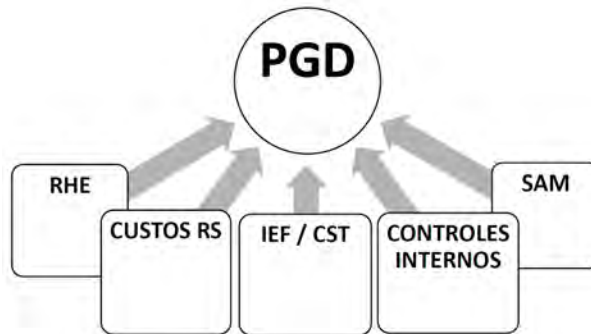 PGD
RHE
CUSTOS RS
IEF / CST
CONTROLES
INTERNOS
SAM